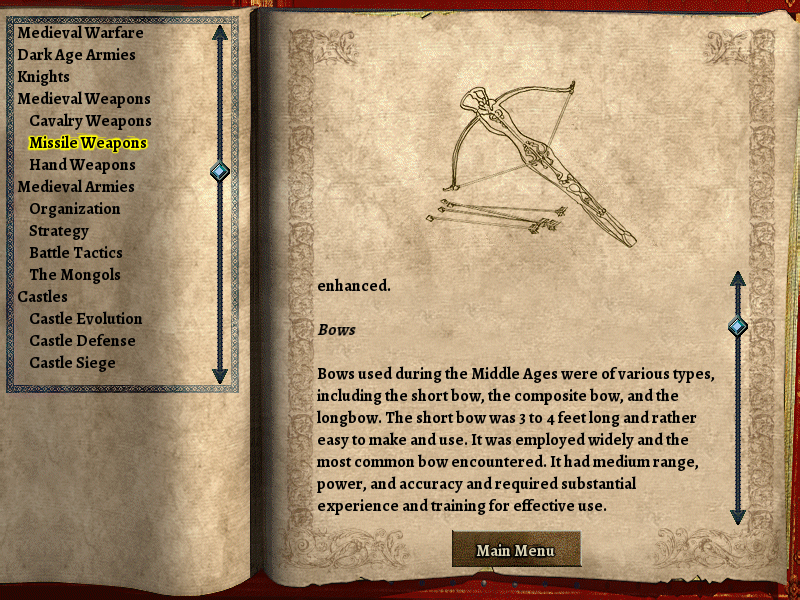 Medieval Warfare
Dark Age Armies
Knights
Medieval Weapons
Cavalry Weapons
Missile Weapons
Hand Weapons
Medieval Armies
Organization
Strategy
Battle Tactics
The Mongols
Castles
Castle Evolution
Castle Defense
Castle Siege
enhanced.
Bows
Bows used during the Middle Ages were of various types,
including the short bow, the composite bow, and the
longbow. The short bow was 3 to 4 feet long and rather
easy to make and use. It was employed widely and the
most common bow encountered. It had medium range,
power, and accuracy and required substantial
experience and training for effective use.
Main Menu